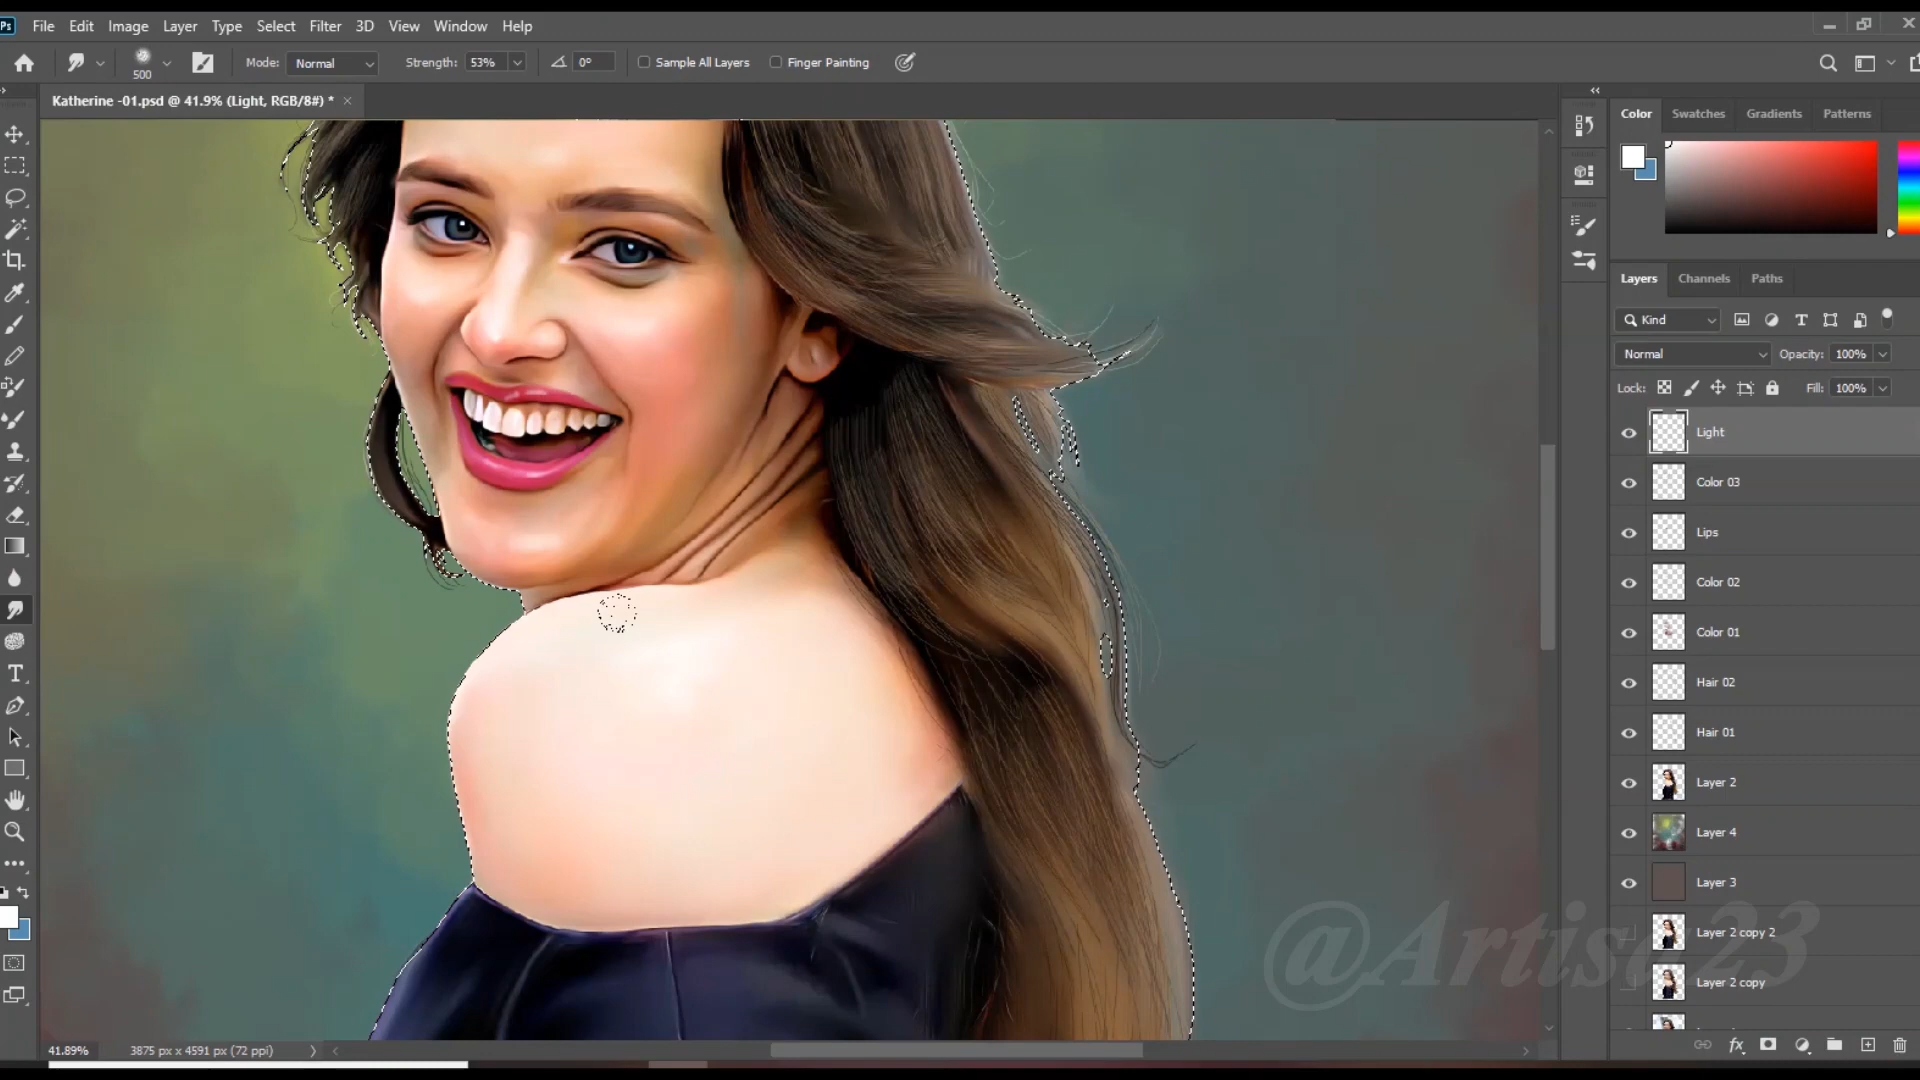 Ps File Edit Image Layer Type Select Filter 3D View Window Help
500 Mode: Normal Strength: 53% 0° Sample All Layers Finger Painting
Katherine -01.psd @ 41.9% (Light, RGB/8#) * ×
Color Swatches Gradients Patterns
Layers Channels Paths
Kind
Normal Opacity: 100%
Lock: Fill: 100%
Light
Color 03
Lips
Color 02
Color 01
Hair 02
Hair 01
Layer 2
Layer 4
Layer 3
Layer 2 copy 2
Layer 2 copy
41.89% 3875 px x 4591 px (72 ppi)